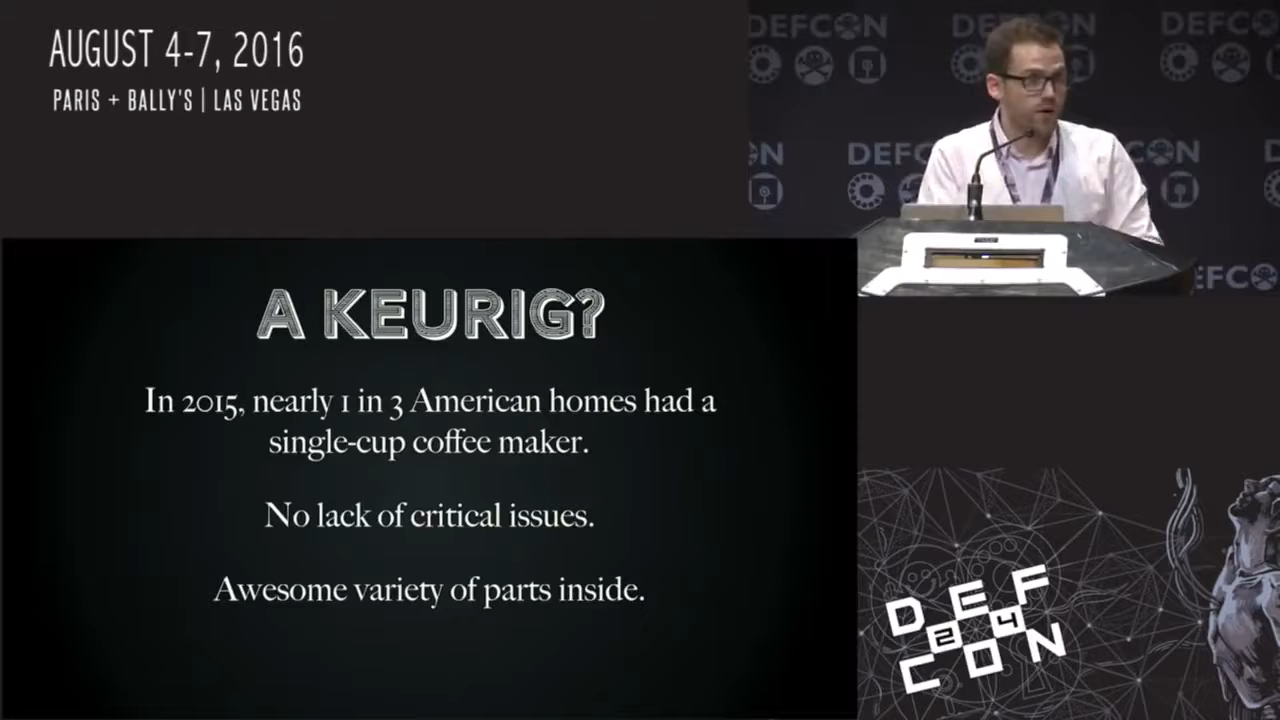 AUGUST 4-7, 2016
PARIS + BALLY'S | LAS VEGAS
DEFCON
DEFCON
DEFCON
A KEURIG?
In 2015, nearly 1 in 3 American homes had a
single-cup coffee maker.
No lack of critical issues.
Awesome variety of parts inside.
DEF
24
CON